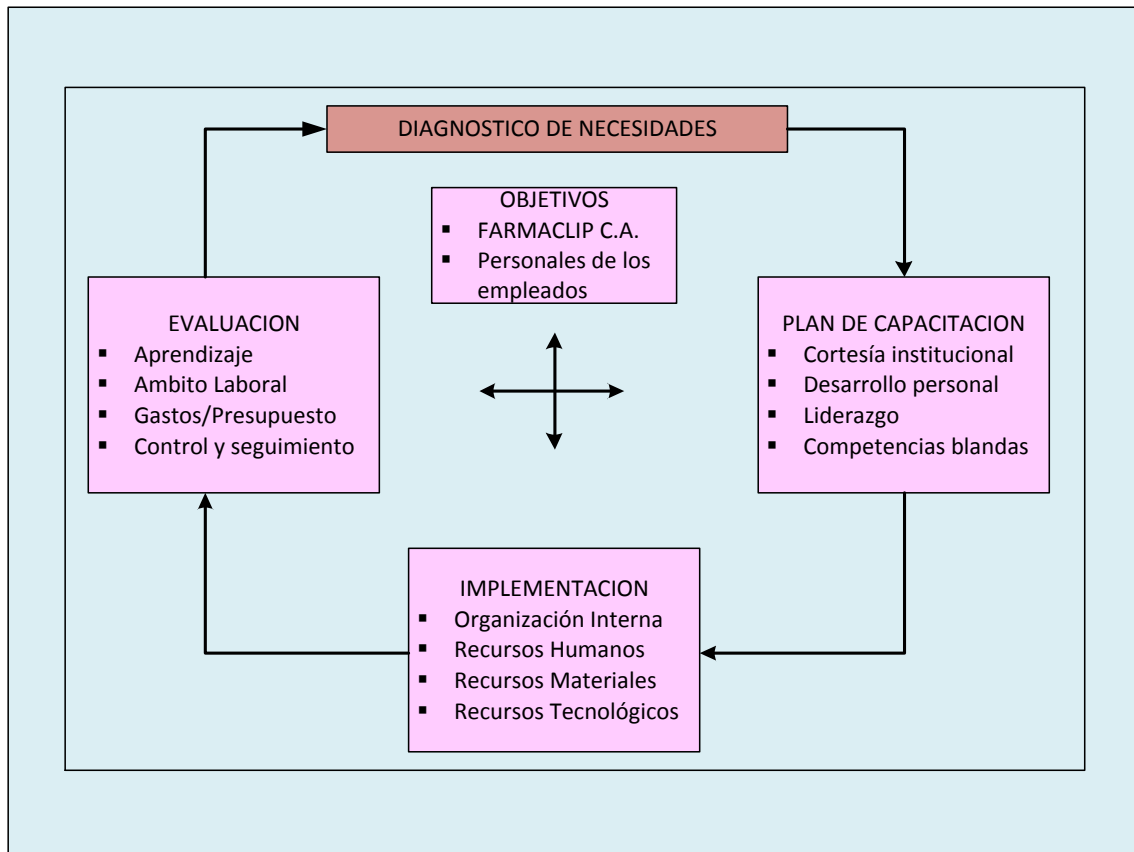 DIAGNOSTICO DE NECESIDADES
OBJETIVOS
▪ FARMACLIP C.A.
▪ Personales de los
empleados
EVALUACION
▪ Aprendizaje
▪ Ambito Laboral
▪ Gastos/Presupuesto
▪ Control y seguimiento
PLAN DE CAPACITACION
▪ Cortesía institucional
▪ Desarrollo personal
▪ Liderazgo
▪ Competencias blandas
IMPLEMENTACION
▪ Organización Interna
▪ Recursos Humanos
▪ Recursos Materiales
▪ Recursos Tecnológicos